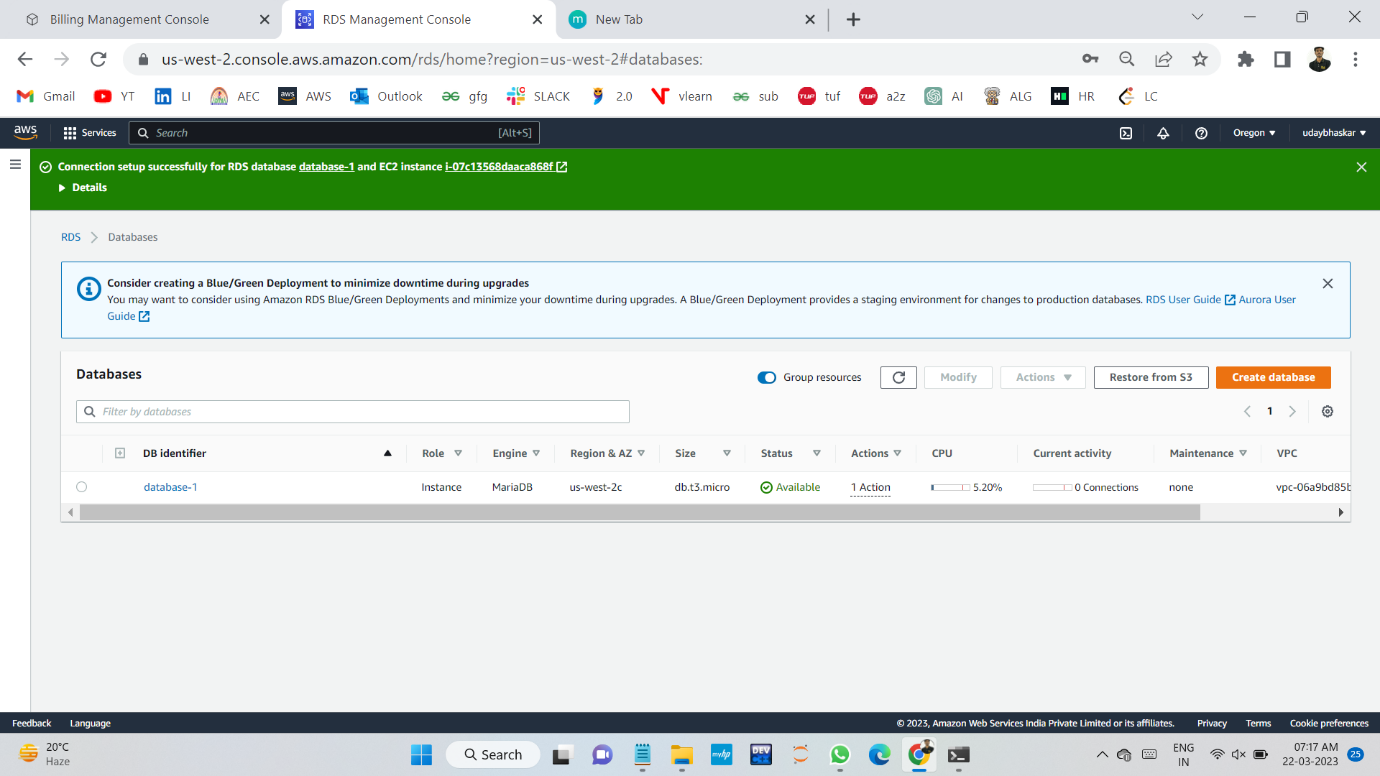 Billing Management Console
RDS Management Console
New Tab
us-west-2.console.aws.amazon.com/rds/home?region=us-west-2#databases:
Gmail YT LI AEC AWS Outlook gfg SLACK 2.0 vlearn sub tuf a2z AI ALG HR LC
aws Services Search [Alt+S] Oregon udaybhaskar
Connection setup successfully for RDS database database-1 and EC2 instance i-07c13568daaca868f
Details
RDS Databases
Consider creating a Blue/Green Deployment to minimize downtime during upgrades
You may want to consider using Amazon RDS Blue/Green Deployments and minimize your downtime during upgrades. A Blue/Green Deployment provides a staging environment for changes to production databases. RDS User Guide Aurora User
Guide
Databases Group resources Modify Actions Restore from S3 Create database
Filter by databases 1
DB identifier Role Engine Region & AZ Size Status Actions CPU Current activity Maintenance VPC
database-1 Instance MariaDB us-west-2c db.t3.micro Available 1 Action 5.20% 0 Connections none vpc-06a9bd85b
Feedback Language © 2023, Amazon Web Services India Private Limited or its affiliates. Privacy Terms Cookie preferences
20°C
Haze
Search
ENG
IN
07:17 AM
22-03-2023
25